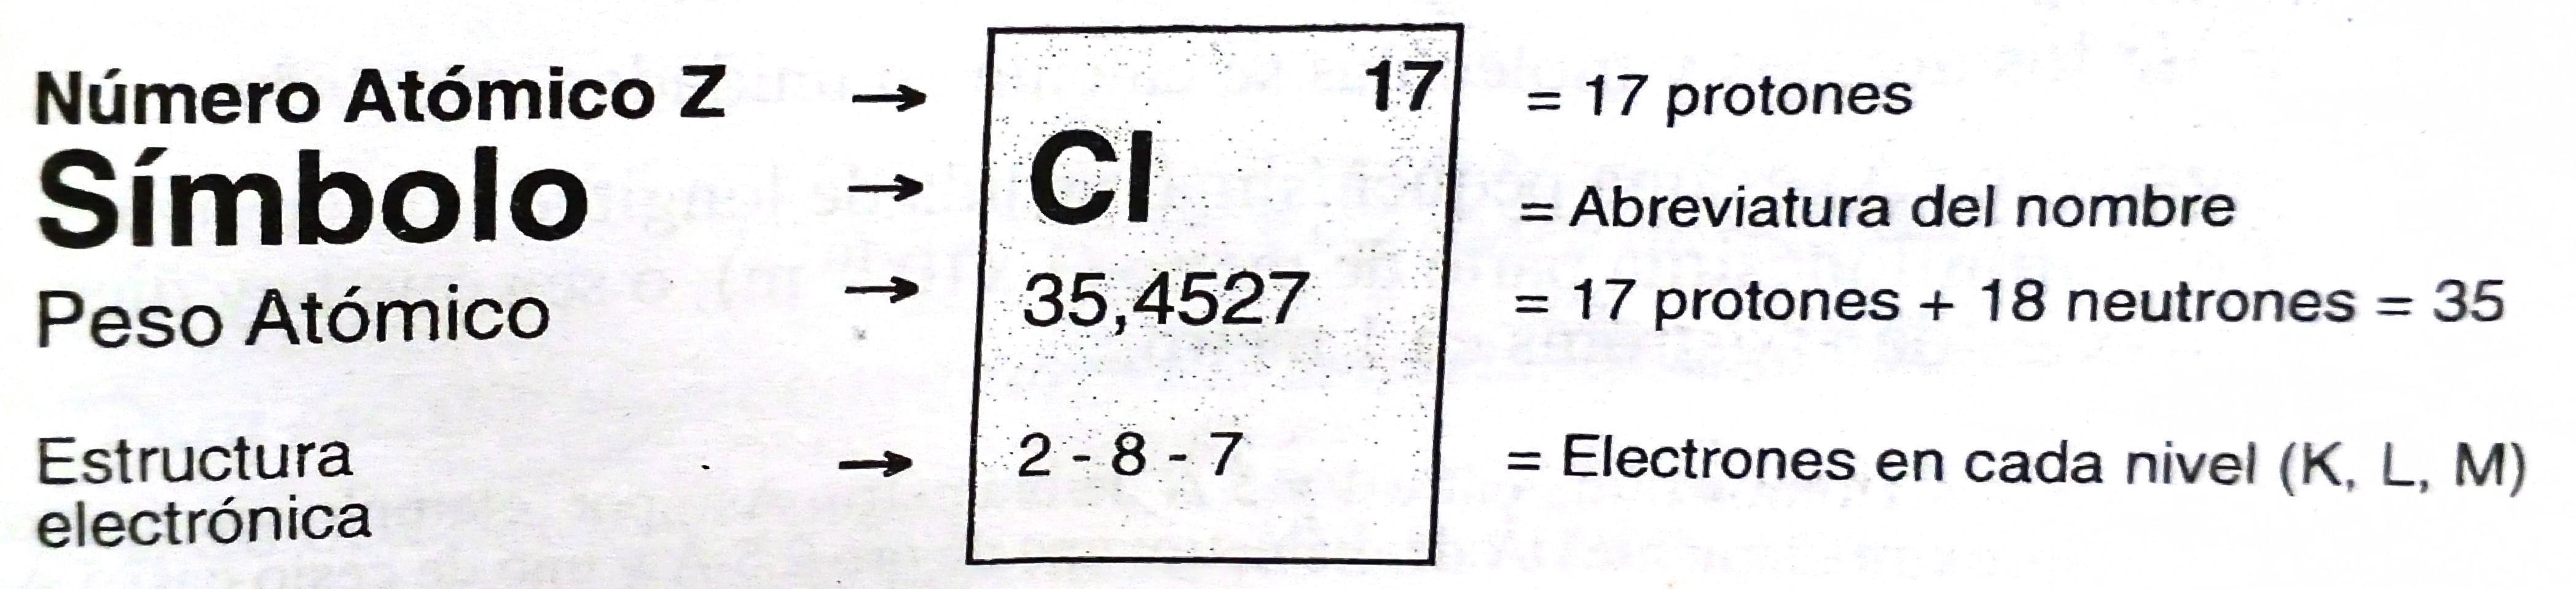 Número Atómico Z → 17 = 17 protones
Símbolo → Cl = Abreviatura del nombre
Peso Atómico → 35,4527 = 17 protones + 18 neutrones = 35
Estructura → 2 - 8 - 7 = Electrones en cada nivel (K, L, M)
electrónica